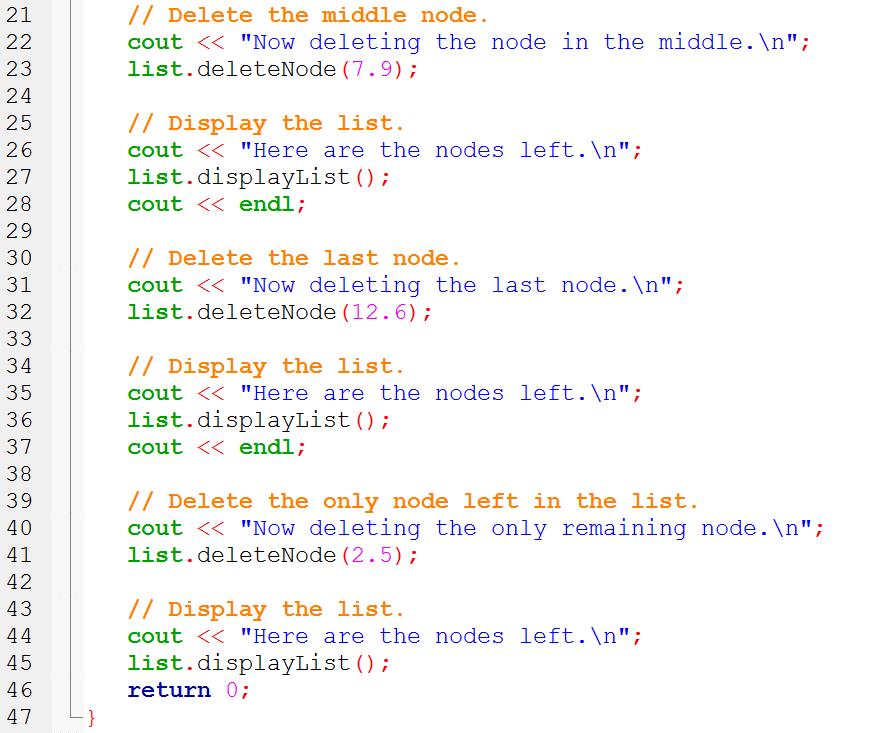 21 // Delete the middle node.
22 cout << "Now deleting the node in the middle.\n";
23 list.deleteNode(7.9);
24
25 // Display the list.
26 cout << "Here are the nodes left.\n";
27 list.displayList();
28 cout << endl;
29
30 // Delete the last node.
31 cout << "Now deleting the last node.\n";
32 list.deleteNode(12.6);
33
34 // Display the list.
35 cout << "Here are the nodes left.\n";
36 list.displayList();
37 cout << endl;
38
39 // Delete the only node left in the list.
40 cout << "Now deleting the only remaining node.\n";
41 list.deleteNode(2.5);
42
43 // Display the list.
44 cout << "Here are the nodes left.\n";
45 list.displayList();
46 return 0;
47 }